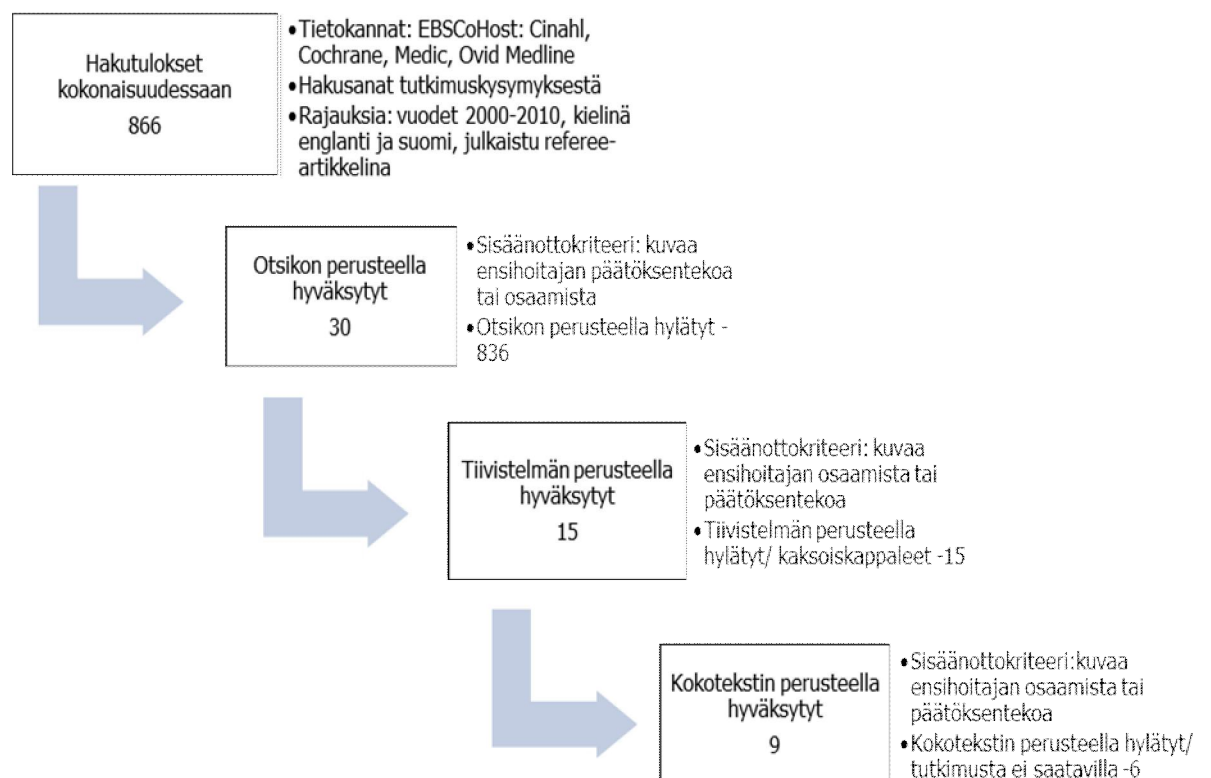 Hakutulokset
kokonaisuudessaan
866
•Tietokannat: EBSCoHost: Cinahl,
Cochrane, Medic, Ovid Medline
•Hakusanat tutkimuskysymyksestä
•Rajauksia: vuodet 2000-2010, kielinä
englanti ja suomi, julkaistu referee-
artikkelina
Otsikon perusteella
hyväksytyt
30
•Sisäänottokriteeri: kuvaa
ensihoitajan päätöksentekoa
tai osaamista
•Otsikon perusteella hylätyt -
836
Tiivistelmän perusteella
hyväksytyt
15
•Sisäänottokriteeri: kuvaa
ensihoitajan osaamista tai
päätöksentekoa
•Tiivistelmän perusteella
hylätyt/ kaksoiskappaleet -15
Kokotekstin perusteella
hyväksytyt
9
•Sisäänottokriteeri:kuvaa
ensihoitajan osaamista tai
päätöksentekoa
•Kokotekstin perusteella hylätyt/
tutkimusta ei saatavilla -6